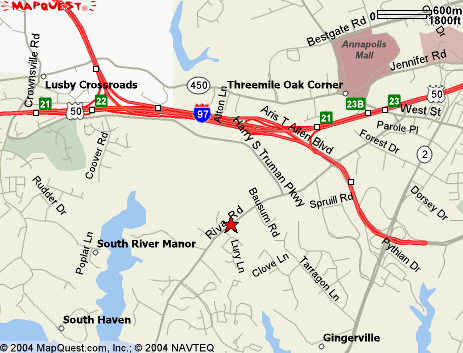 MAPQUEST.
600m
1800ft
Bestgate Rd
Dr
Annapolis
Mall
Jennifer Rd
Crownsville Rd
Lusby Crossroads
450
Threemile Oak Corner
50
21
50
22
97
Alton Ln
Aris T Allen Blvd
21
23B
23
West St
Parole Pl
Forest Dr
2
Harry S Truman Pkwy
Coover Rd
Rudder Dr
Riva Rd
Bausum Rd
Spruill Rd
Dorsey Dr
Poplar Ln
South River Manor
Lury Ln
Clove Ln
Tarragon Ln
Pythian Dr
South Haven
Gingerville
© 2004 MapQuest.com, Inc.; © 2004 NAVTEQ